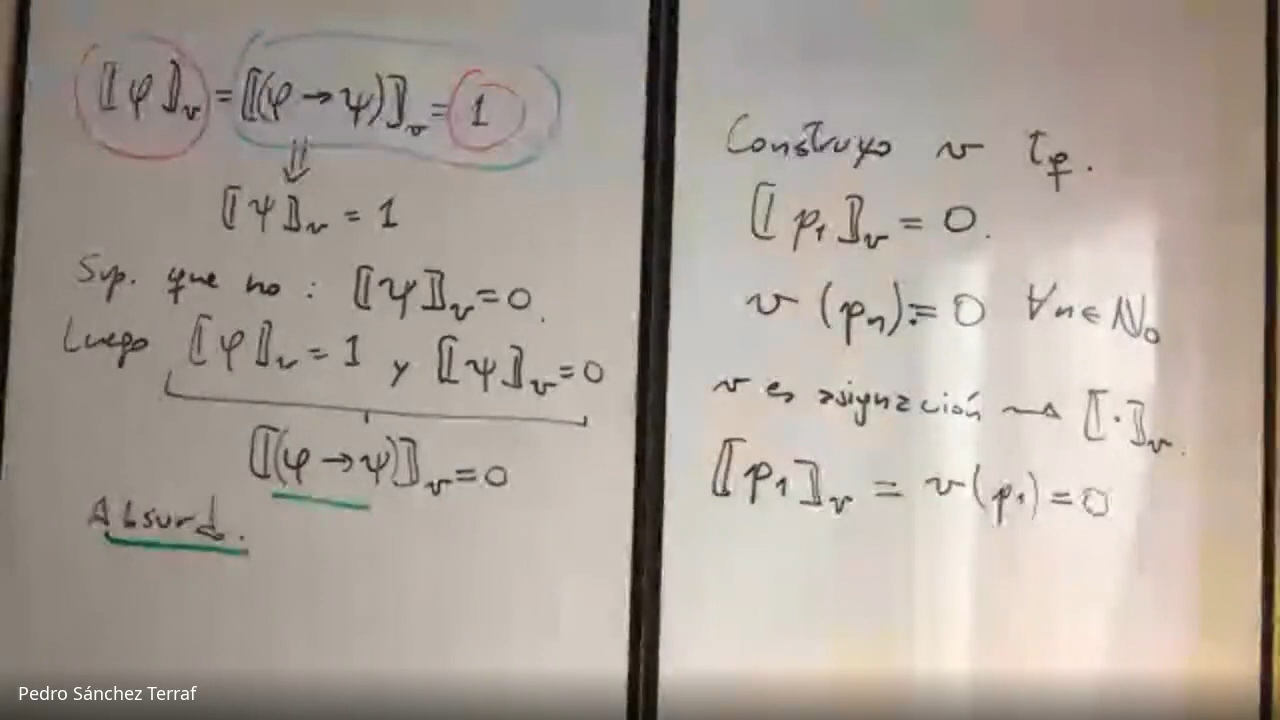 ⟦φ⟧ᵥ = ⟦(φ → ψ)⟧ᵥ = 1
⇓
⟦ψ⟧ᵥ = 1
Sup. que no : ⟦ψ⟧ᵥ = 0.
Luego ⟦φ⟧ᵥ = 1 y ⟦ψ⟧ᵥ = 0
⟦(φ → ψ)⟧ᵥ = 0
Absurdo.
Construyo v tq.
⟦p₁⟧ᵥ = 0.
v(pₙ) := 0 ∀n ∈ ℕ₀
v es asignación ⇝ ⟦·⟧ᵥ.
⟦p₁⟧ᵥ = v(p₁) = 0
Pedro Sánchez Terraf